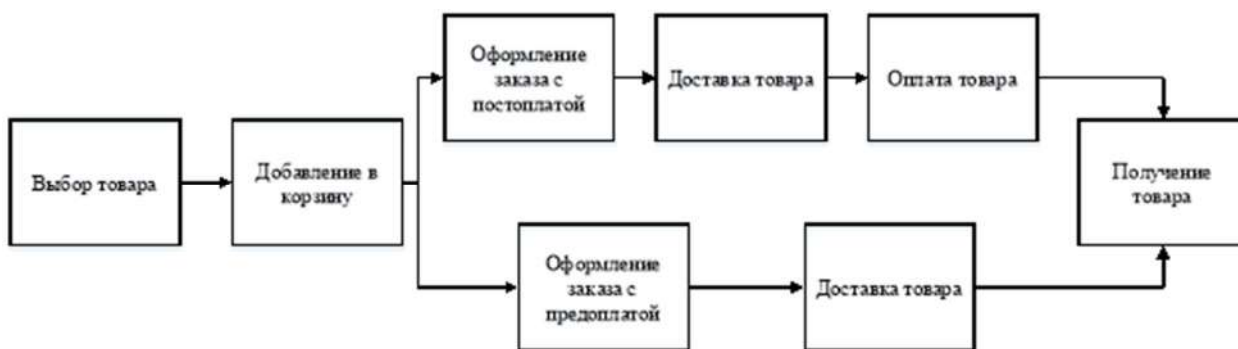 Оформление
заказа с
постоплатой
Доставка товара
Оплата товара
Выбор товара
Добавление в
корзину
Получение
товара
Оформление
заказа с
предоплатой
Доставка товара